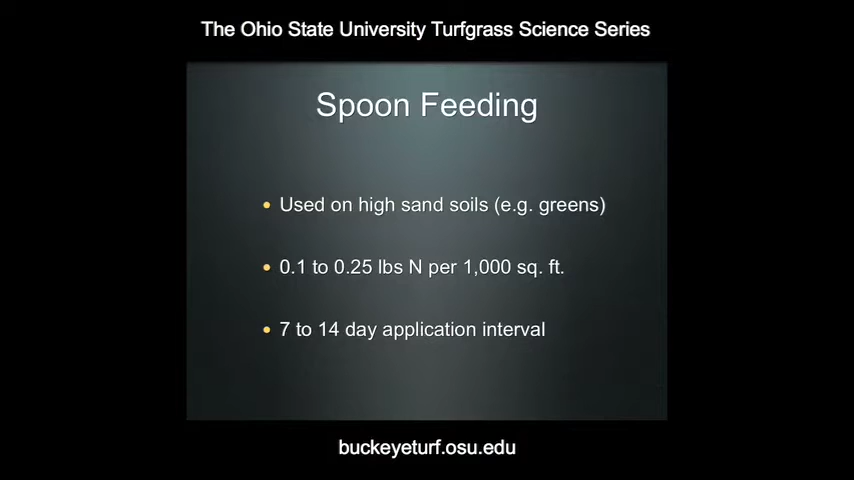 The Ohio State University Turfgrass Science Series
Spoon Feeding
• Used on high sand soils (e.g. greens)
• 0.1 to 0.25 lbs N per 1,000 sq. ft.
• 7 to 14 day application interval
buckeyeturf.osu.edu